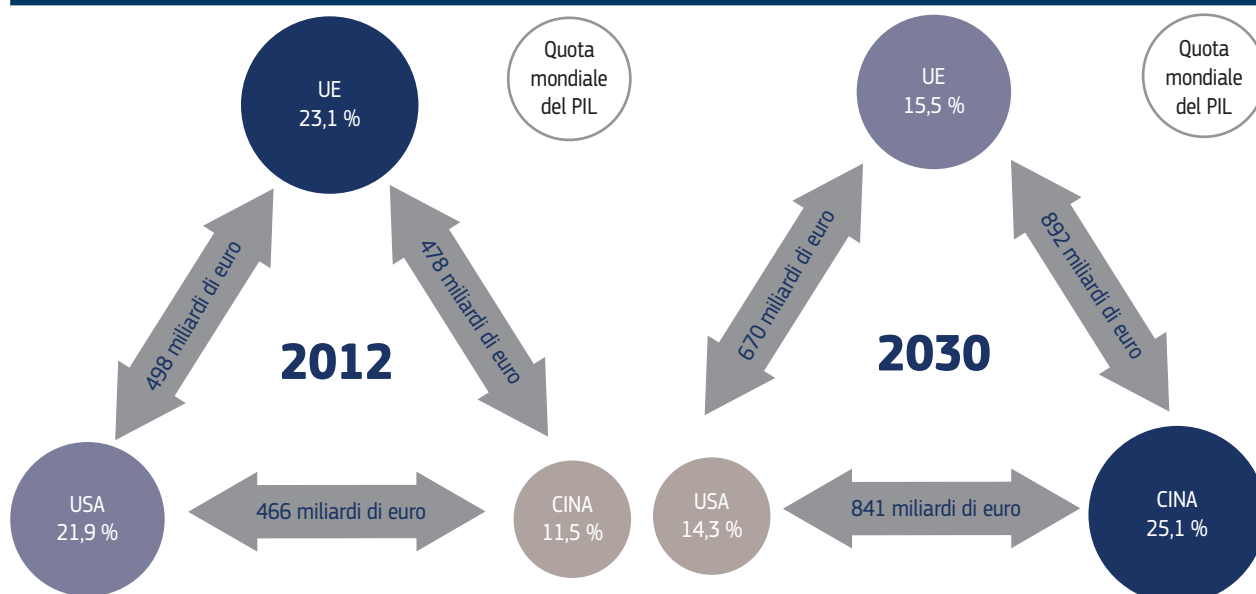 UE
23,1 %
Quota
mondiale
del PIL
498 miliardi di euro
478 miliardi di euro
2012
USA
21,9 %
466 miliardi di euro
CINA
11,5 %
UE
15,5 %
Quota
mondiale
del PIL
670 miliardi di euro
892 miliardi di euro
2030
USA
14,3 %
841 miliardi di euro
CINA
25,1 %